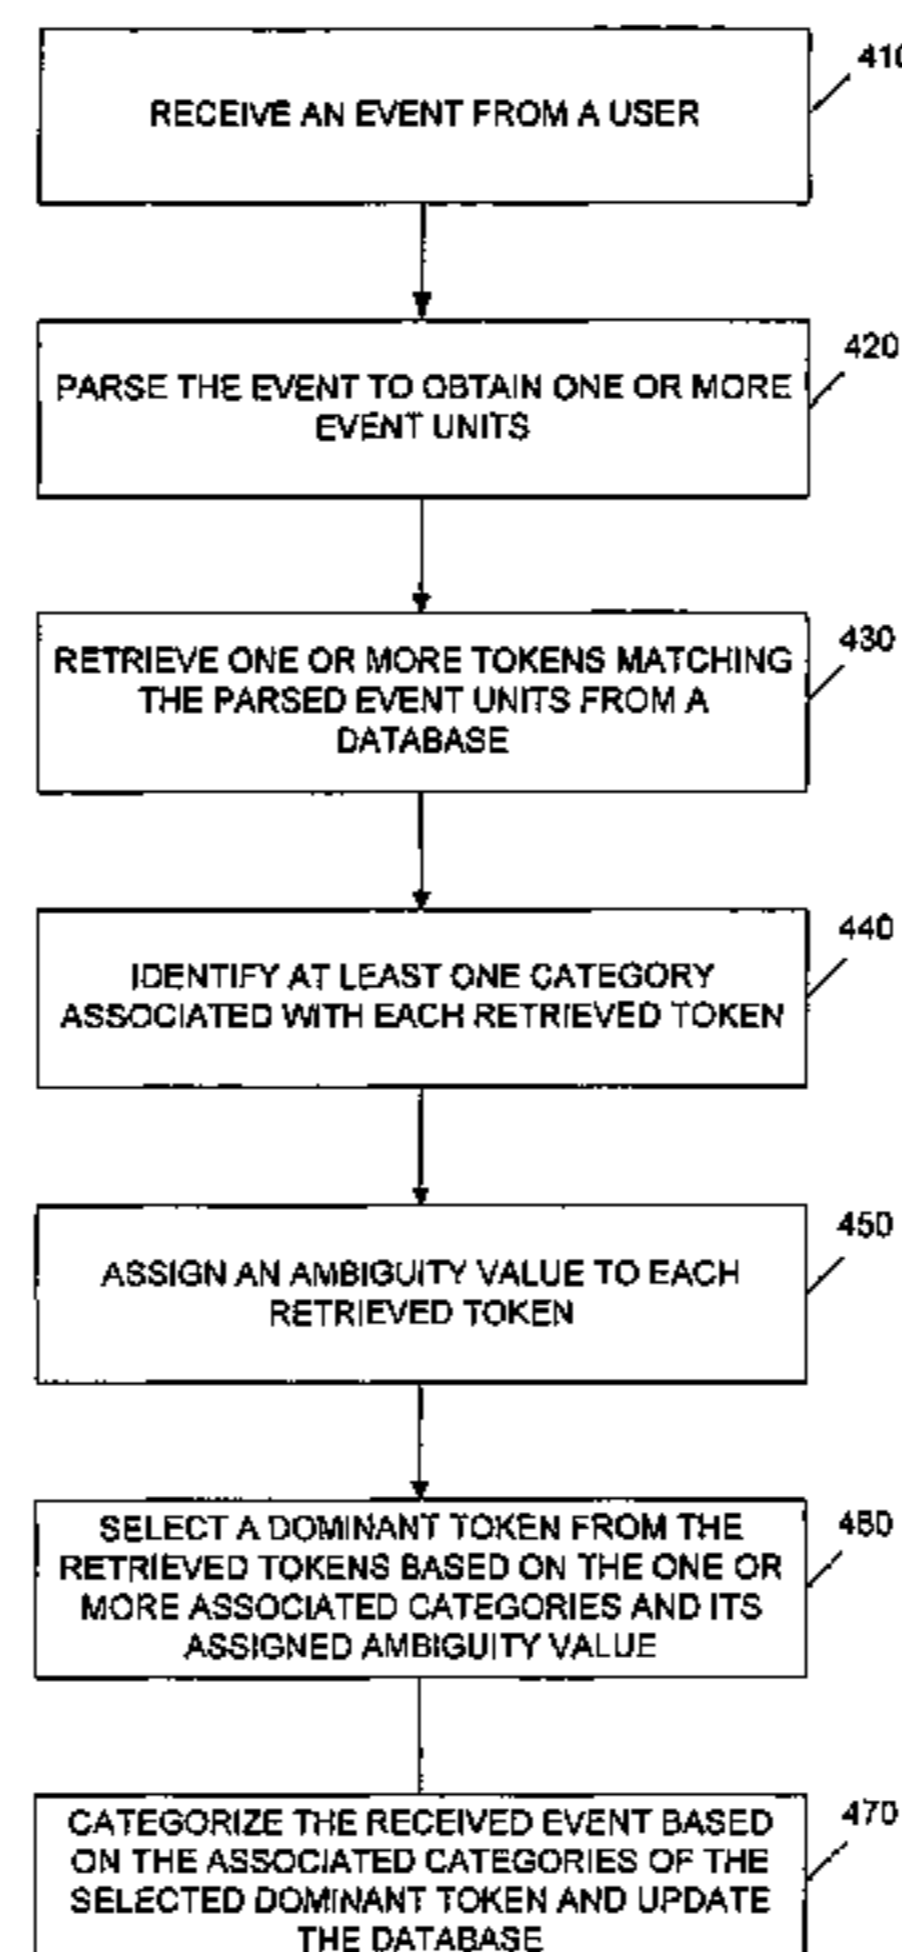 RECEIVE AN EVENT FROM A USER
410
PARSE THE EVENT TO OBTAIN ONE OR MORE
EVENT UNITS
420
RETRIEVE ONE OR MORE TOKENS MATCHING
THE PARSED EVENT UNITS FROM A
DATABASE
430
IDENTIFY AT LEAST ONE CATEGORY
ASSOCIATED WITH EACH RETRIEVED TOKEN
440
ASSIGN AN AMBIGUITY VALUE TO EACH
RETRIEVED TOKEN
450
SELECT A DOMINANT TOKEN FROM THE
RETRIEVED TOKENS BASED ON THE ONE OR
MORE ASSOCIATED CATEGORIES AND ITS
ASSIGNED AMBIGUITY VALUE
460
CATEGORIZE THE RECEIVED EVENT BASED
ON THE ASSOCIATED CATEGORIES OF THE
SELECTED DOMINANT TOKEN AND UPDATE
THE DATABASE
470